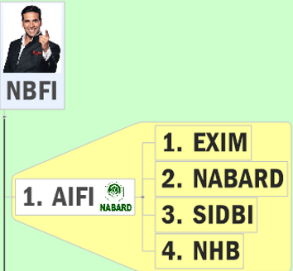 NBFI
1. AIFI
NABARD
1. EXIM
2. NABARD
3. SIDBI
4. NHB